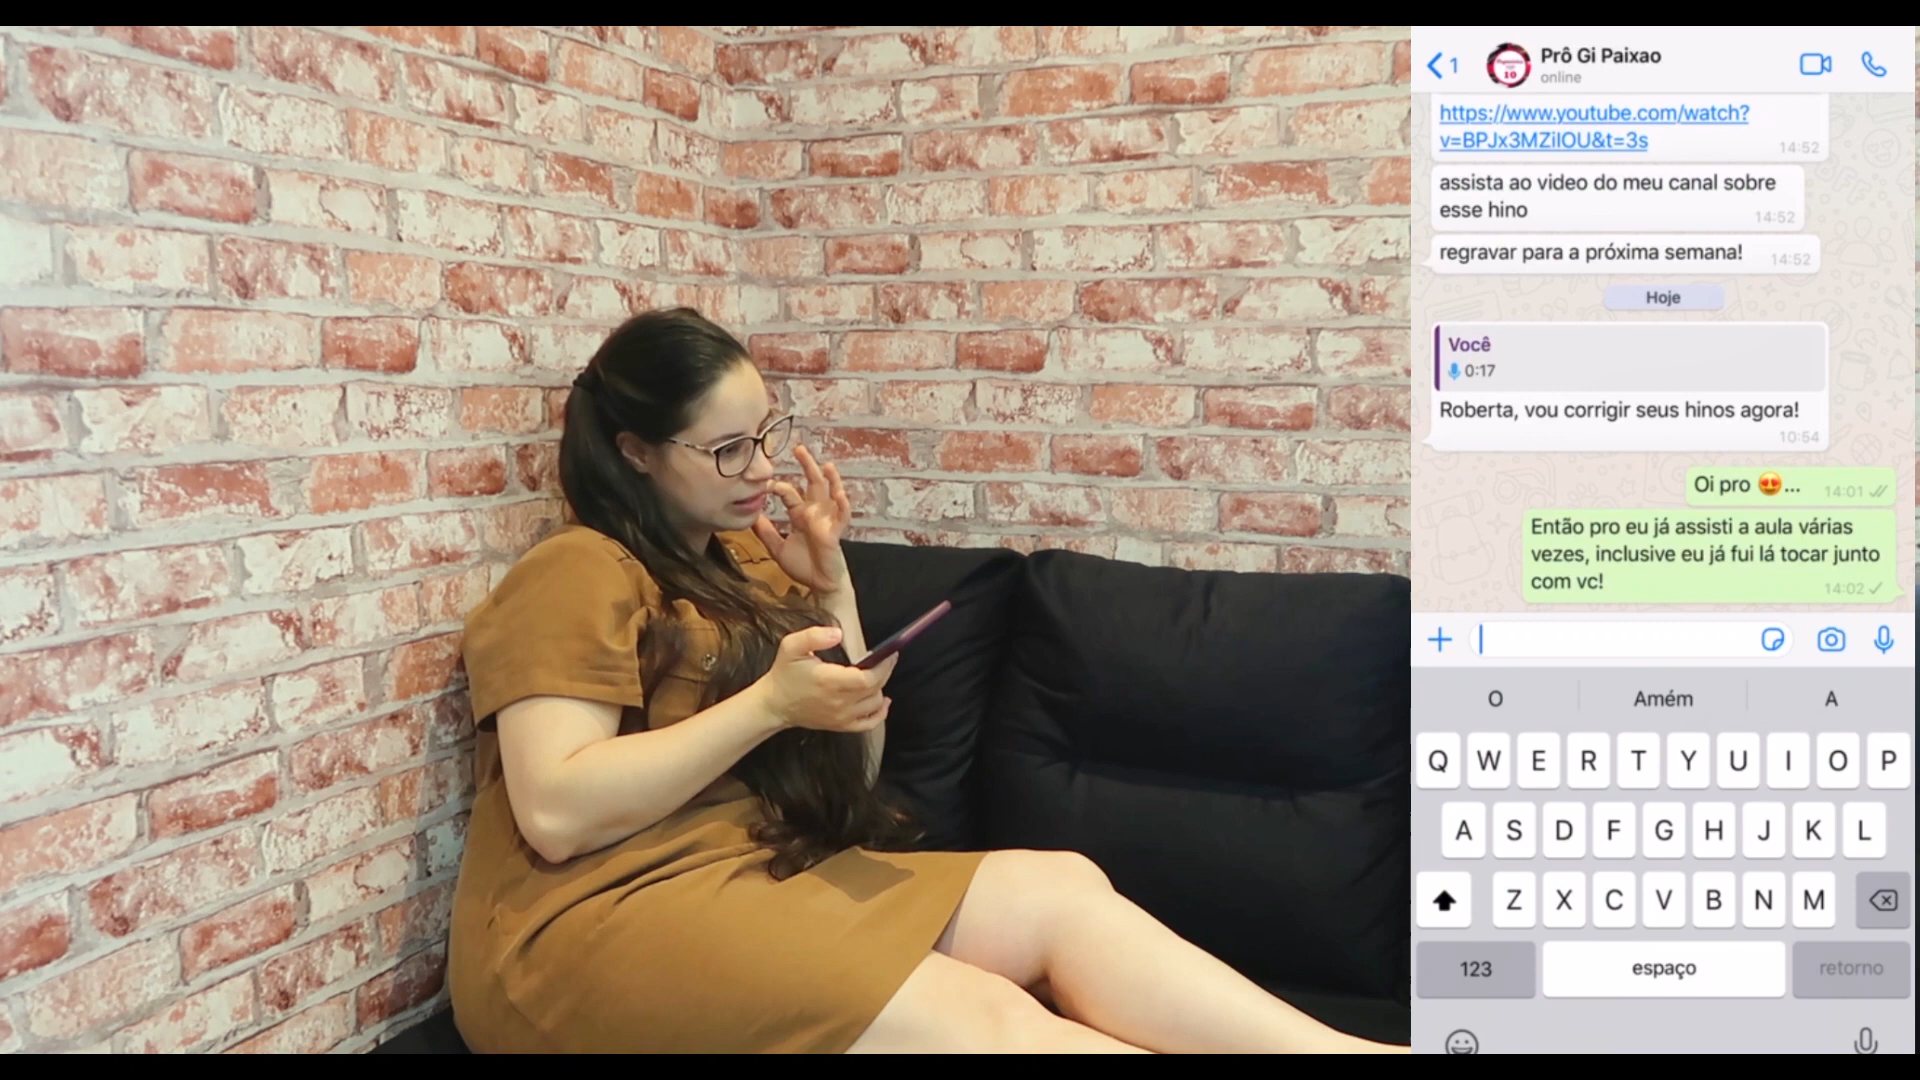 1
Prô Gi Paixao
online
10
https://www.youtube.com/watch?
v=BPJx3MZilOU&t=3s
14:52
assista ao video do meu canal sobre
esse hino
14:52
regravar para a próxima semana!
14:52
Hoje
Você
0:17
Roberta, vou corrigir seus hinos agora!
10:54
Oi pro 😍...
14:01
Então pro eu já assisti a aula várias
vezes, inclusive eu já fui lá tocar junto
com vc!
14:02
O Amém A
Q W E R T Y U I O P
A S D F G H J K L
Z X C V B N M
123 espaço retorno